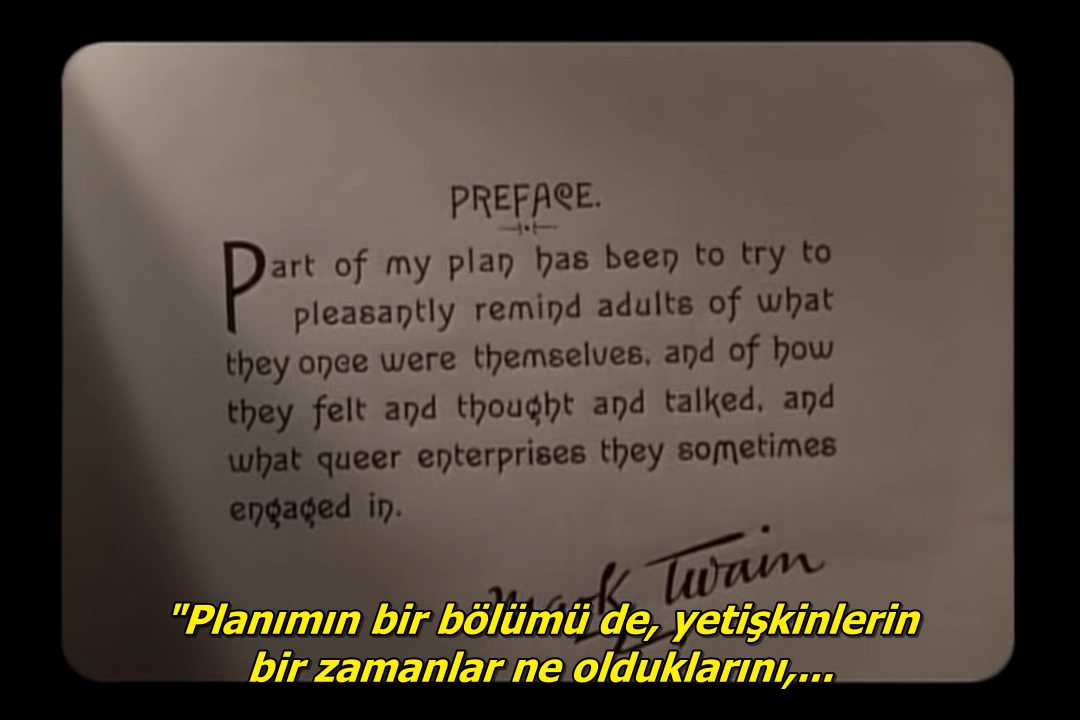 PREFACE.
Part of my plan has been to try to
pleasantly remind adults of what
they once were themselves, and of how
they felt and thought and talked, and
what queer enterprises they sometimes
engaged in.
Mark Twain
"Planımın bir bölümü de, yetişkinlerin
bir zamanlar ne olduklarını,...